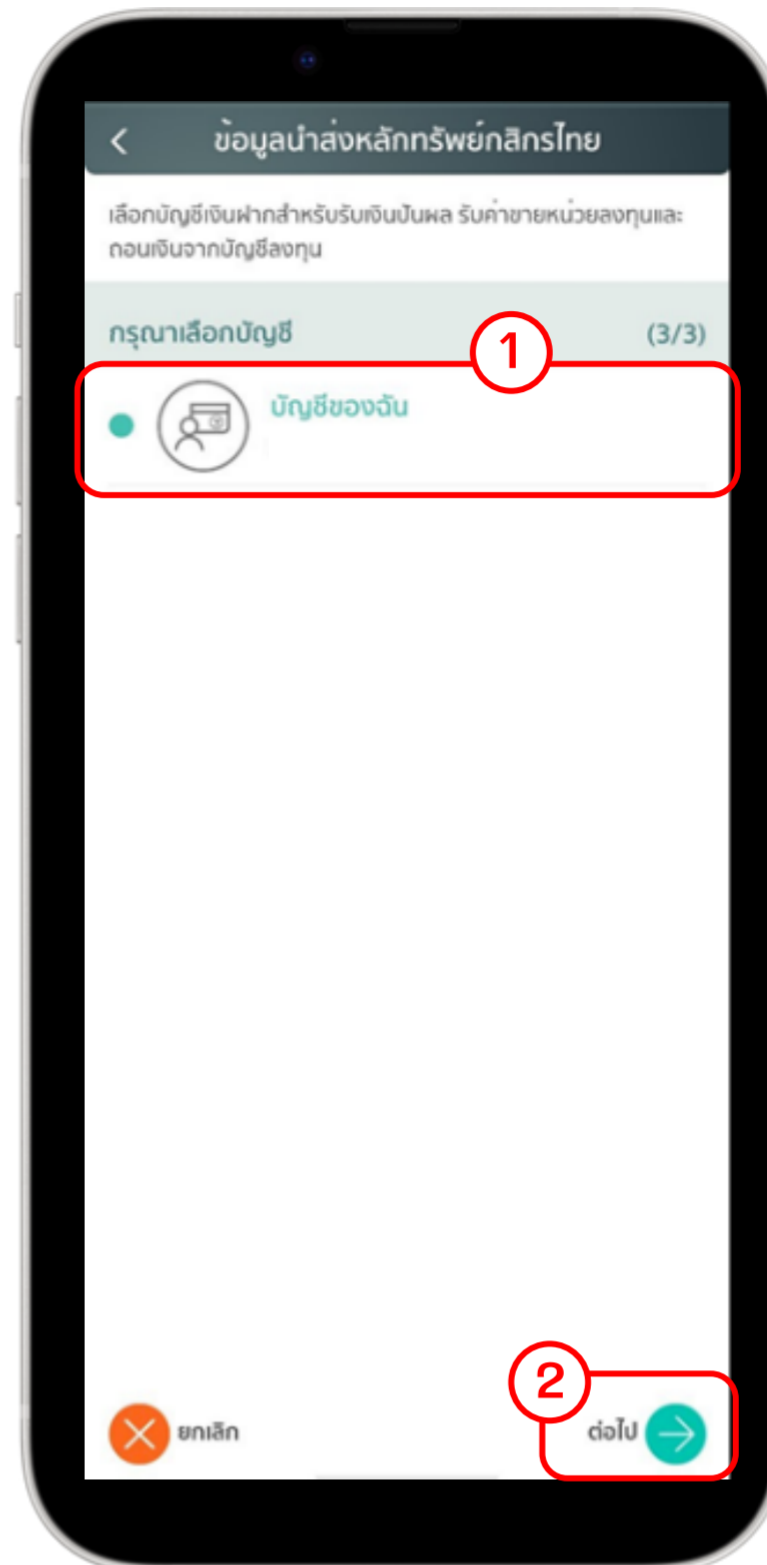 ข้อมูลนำส่งหลักทรัพย์กสิกรไทย
เลือกบัญชีเงินฝากสำหรับรับเงินปันผล รับค่าขายหน่วยลงทุนและ
ถอนเงินจากบัญชีลงทุน
กรุณาเลือกบัญชี (3/3)
1
บัญชีของฉัน
2
ยกเลิก ต่อไป